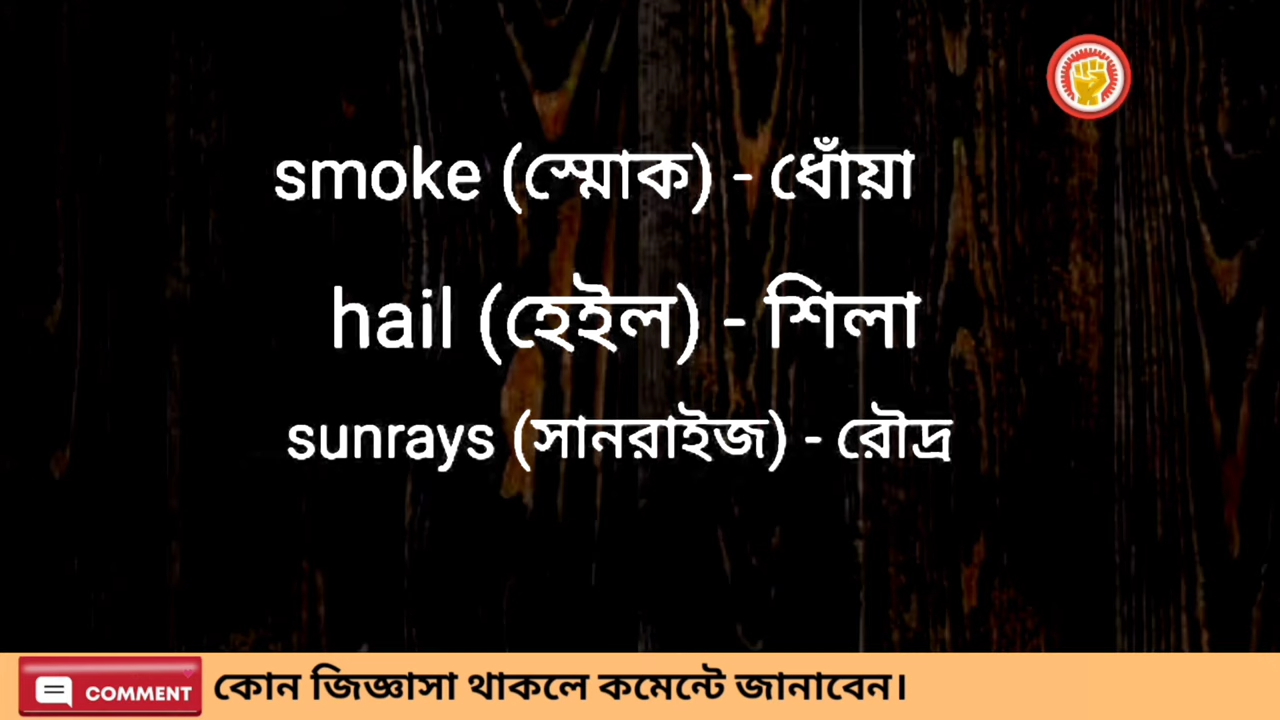 smoke (স্মোক) - ধোঁয়া
hail (হেইল) - শিলা
sunrays (সানরাইজ) - রৌদ্র
COMMENT কোন জিজ্ঞাসা থাকলে কমেন্টে জানাবেন।